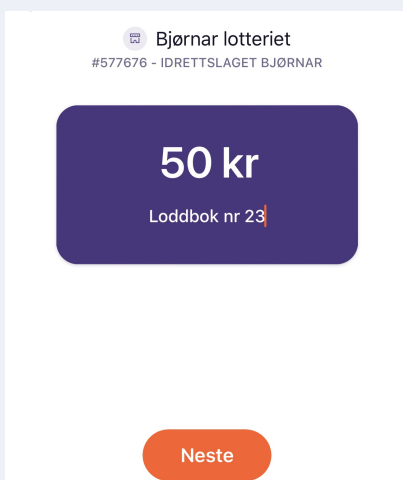 Bjørnar lotteriet
#577676 - IDRETTSLAGET BJØRNAR
50 kr
Loddbok nr 23
Neste